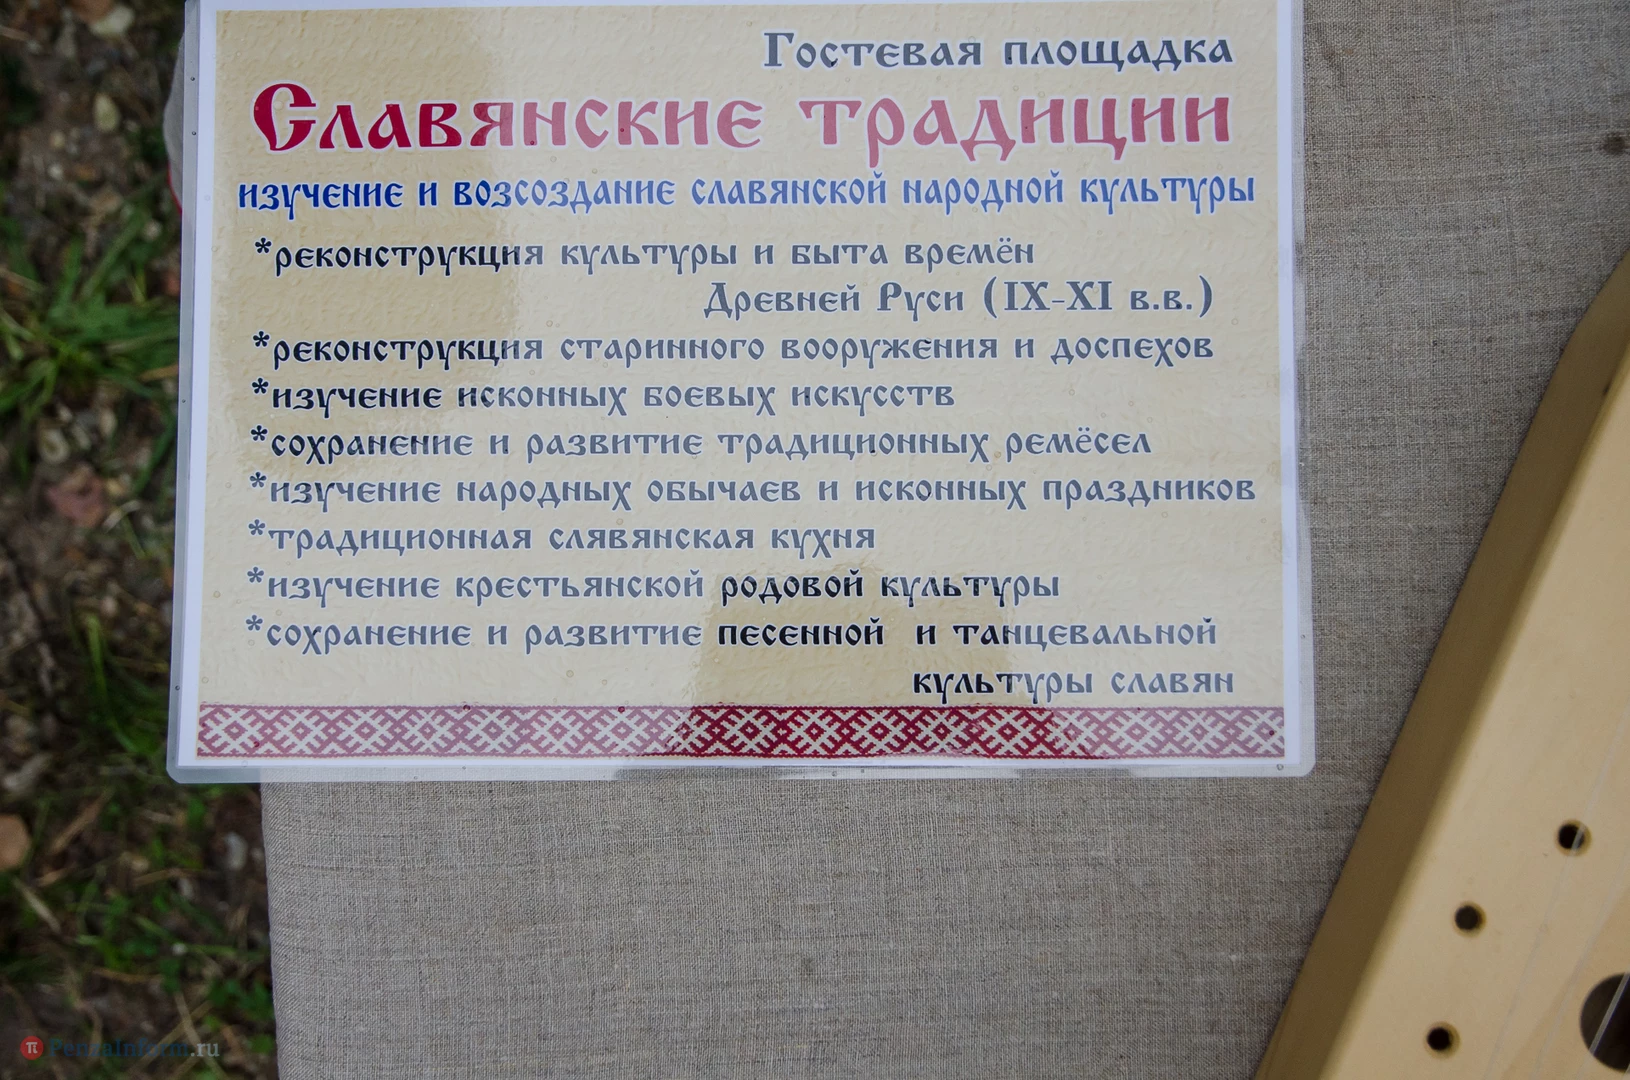 Гостевая площадка
Славянские традиции
изучение и возсоздание славянской народной культуры
*реконструкция культуры и быта времён
Древней Руси (IX-XI в.в.)
*реконструкция старинного вооружения и доспехов
*изучение исконных боевых искусств
*сохранение и развитие традиционных ремёсел
*изучение народных обычаев и исконных праздников
*традиционная слявянская кухня
*изучение крестьянской родовой культуры
*сохранение и развитие песенной и танцевальной
культуры славян
PenzaInform.ru